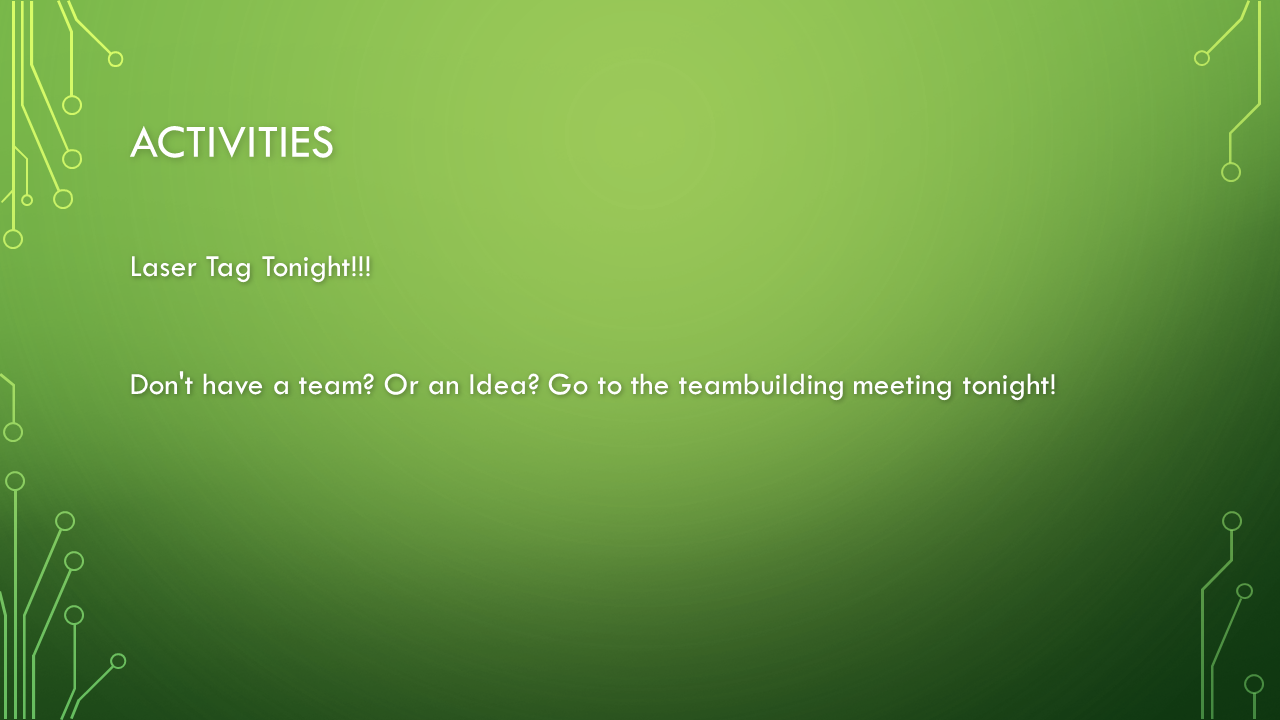 ACTIVITIES
Laser Tag Tonight!!!
Don't have a team? Or an Idea? Go to the teambuilding meeting tonight!